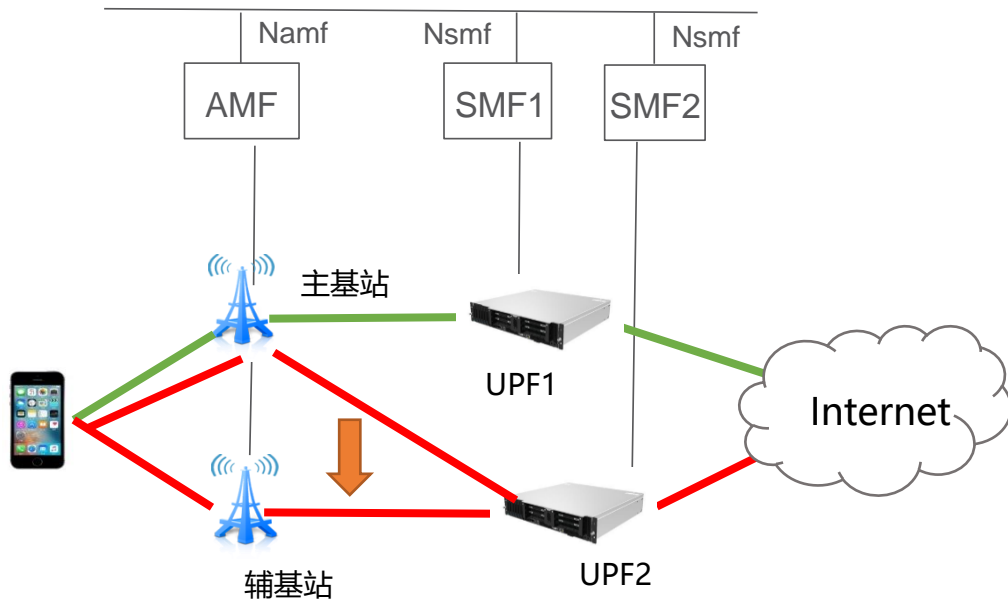 Namf
Nsmf
Nsmf
AMF
SMF1
SMF2
主基站
UPF1
Internet
辅基站
UPF2